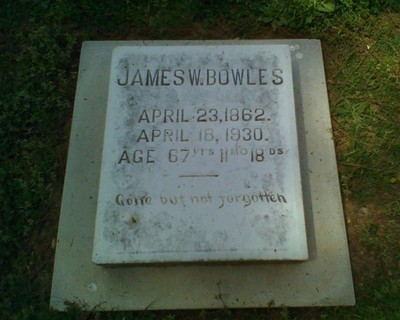 JAMES W. BOWLES
APRIL 23, 1862.
APRIL 18, 1930.
AGE 67 YRS 11 MO 18 DS.
Gone but not forgotten